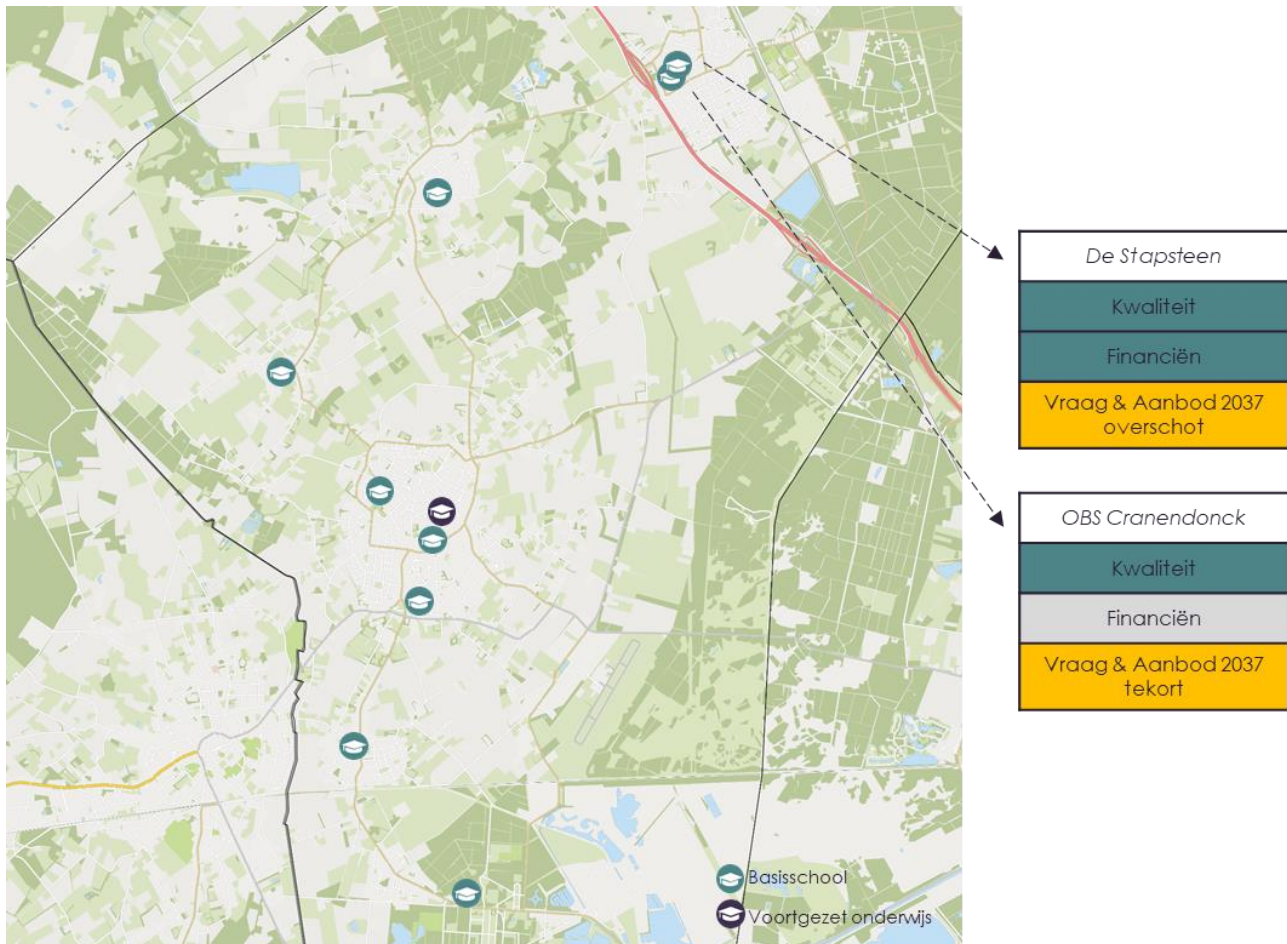 De Stapsteen
Kwaliteit
Financiën
Vraag & Aanbod 2037
overschot
OBS Cranendonck
Kwaliteit
Financiën
Vraag & Aanbod 2037
tekort
Basisschool
Voortgezet onderwijs